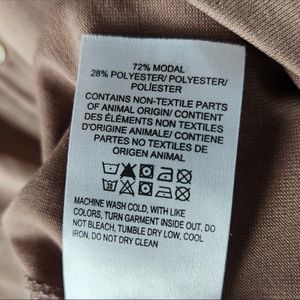 72% MODAL
28% POLYESTER/ POLYESTER/
POLIÉSTER
CONTAINS NON-TEXTILE PARTS
OF ANIMAL ORIGIN/ CONTIENT
DES ÉLÉMENTS NON TEXTILES
D'ORIGINE ANIMALE/ CONTIENE
PARTES NO TEXTILES DE
ORIGEN ANIMAL
MACHINE WASH COLD, WITH LIKE
COLORS, TURN GARMENT INSIDE OUT, DO
NOT BLEACH, TUMBLE DRY LOW, COOL
IRON, DO NOT DRY CLEAN